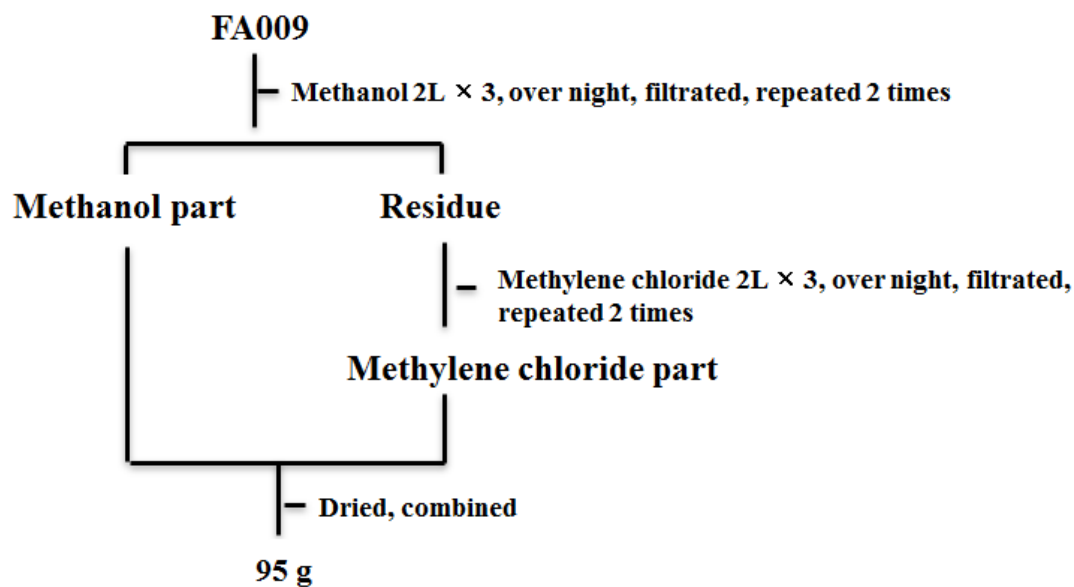 FA009
Methanol 2L × 3, over night, filtrated, repeated 2 times
Methanol part
Residue
Methylene chloride 2L × 3, over night, filtrated,
repeated 2 times
Methylene chloride part
Dried, combined
95 g